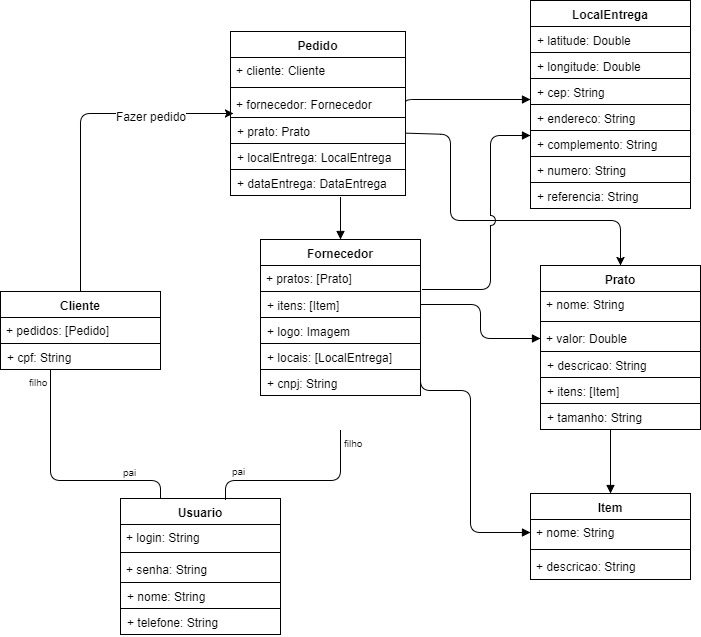 LocalEntrega
+ latitude: Double
+ longitude: Double
+ cep: String
+ endereco: String
+ complemento: String
+ numero: String
+ referencia: String
Pedido
+ cliente: Cliente
+ fornecedor: Fornecedor
+ prato: Prato
+ localEntrega: LocalEntrega
+ dataEntrega: DataEntrega
Fazer pedido
Fornecedor
+ pratos: [Prato]
+ itens: [Item]
+ logo: Imagem
+ locais: [LocalEntrega]
+ cnpj: String
Prato
+ nome: String
+ valor: Double
+ descricao: String
+ itens: [Item]
+ tamanho: String
Cliente
+ pedidos: [Pedido]
+ cpf: String
filho
filho
pai
pai
Usuario
+ login: String
+ senha: String
+ nome: String
+ telefone: String
Item
+ nome: String
+ descricao: String